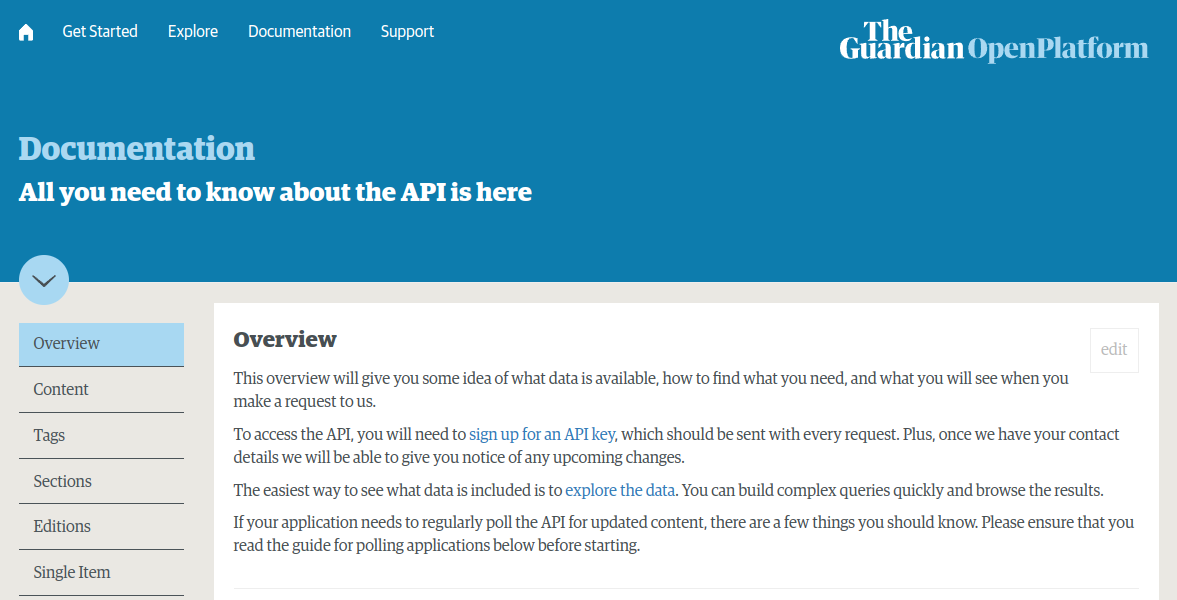 Get Started
Explore
Documentation
Support
The
Guardian OpenPlatform
Documentation
All you need to know about the API is here
Overview
Content
Tags
Sections
Editions
Single Item
Overview
edit
This overview will give you some idea of what data is available, how to find what you need, and what you will see when you
make a request to us.
To access the API, you will need to sign up for an API key, which should be sent with every request. Plus, once we have your contact
details we will be able to give you notice of any upcoming changes.
The easiest way to see what data is included is to explore the data. You can build complex queries quickly and browse the results.
If your application needs to regularly poll the API for updated content, there are a few things you should know. Please ensure that you
read the guide for polling applications below before starting.